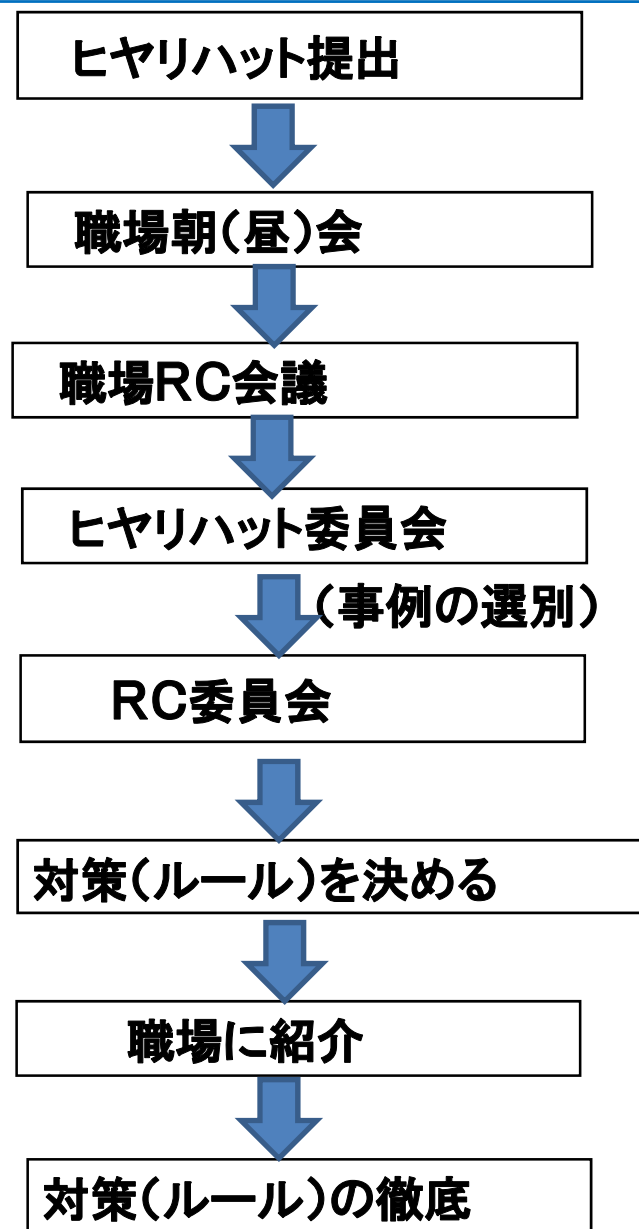 ヒヤリハット提出
職場朝（昼）会
職場ＲＣ会議
ヒヤリハット委員会
（事例の選別）
ＲＣ委員会
対策（ルール）を決める
職場に紹介
対策（ルール）の徹底